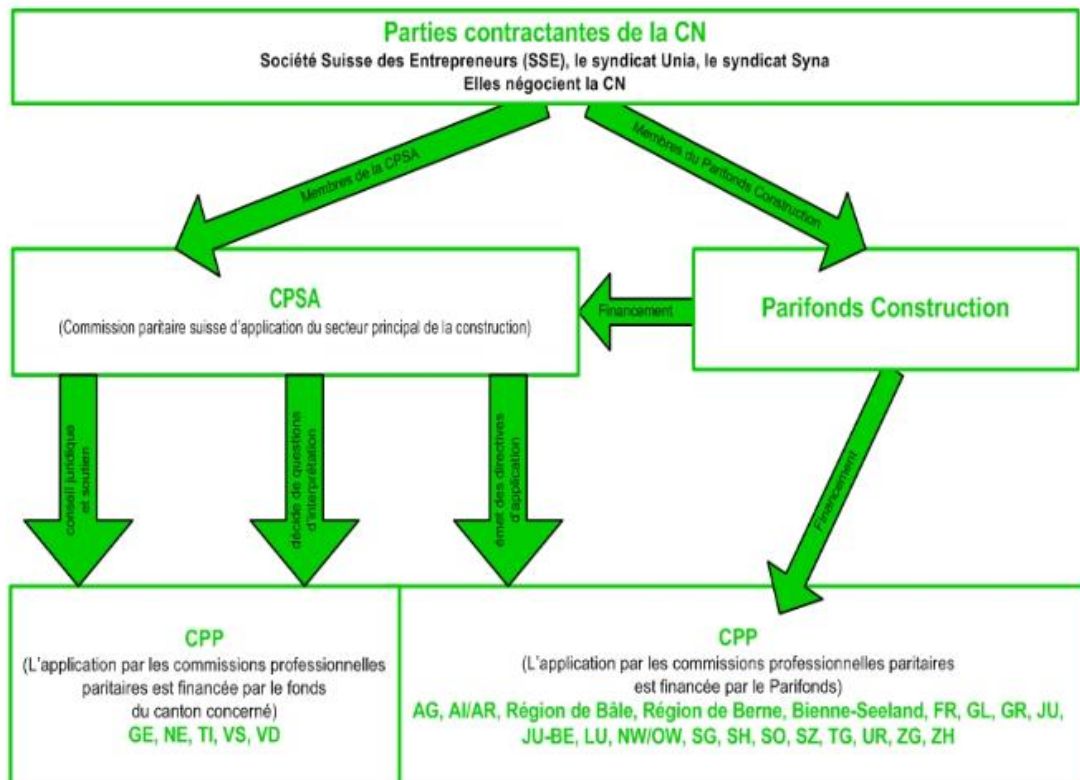 Parties contractantes de la CN
Société Suisse des Entrepreneurs (SSE), le syndicat Unia, le syndicat Syna
Elles négocient la CN
Membres de la CPSA
Membres du Parifonds Construction
CPSA
(Commission paritaire suisse d'application du secteur principal de la construction)
Financement
Parifonds Construction
conseil juridique
et soutien
décide de questions
d'interprétation
émet des directives
d'application
Financement
CPP
(L'application par les commissions professionnelles
paritaires est financée par le fonds
du canton concerné)
GE, NE, TI, VS, VD
CPP
(L'application par les commissions professionnelles paritaires
est financée par le Parifonds)
AG, AI/AR, Région de Bâle, Région de Berne, Bienne-Seeland, FR, GL, GR, JU,
JU-BE, LU, NW/OW, SG, SH, SO, SZ, TG, UR, ZG, ZH